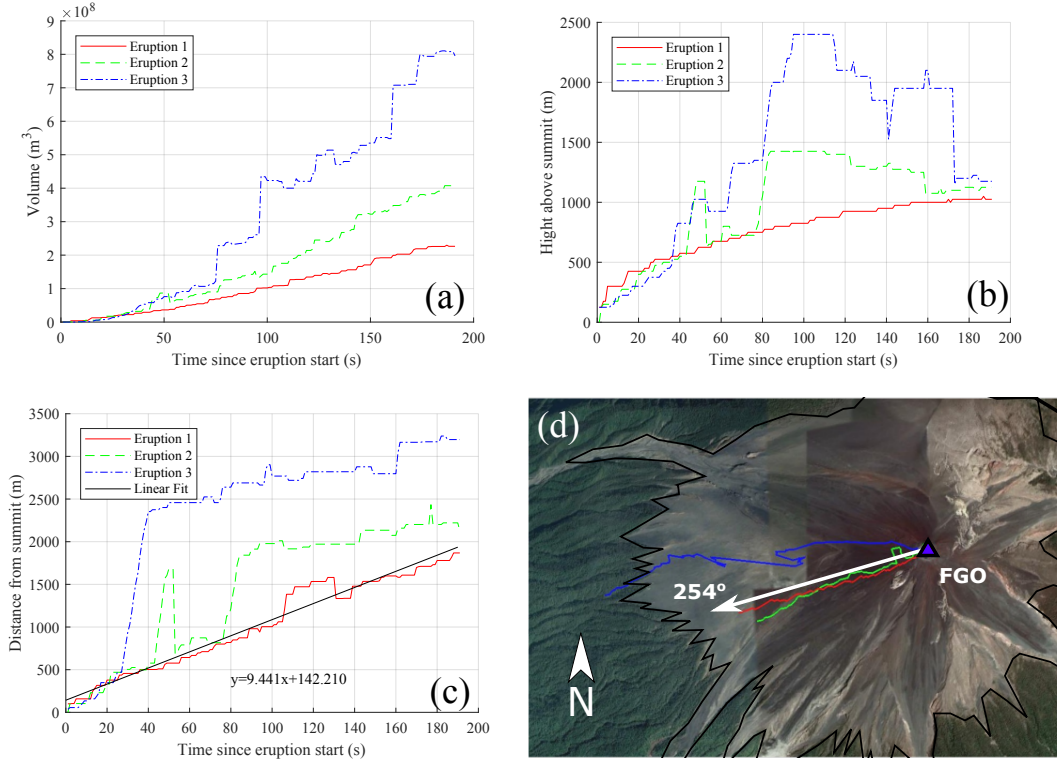 ×10⁸
9
8
7
6
5
4
3
2
1
0
Volume (m³)
Eruption 1
Eruption 2
Eruption 3
(a)
0 50 100 150 200
Time since eruption start (s)
2500
2000
1500
1000
500
0
Hight above summit (m)
Eruption 1
Eruption 2
Eruption 3
(b)
0 20 40 60 80 100 120 140 160 180 200
Time since eruption start (s)
3500
3000
2500
2000
1500
1000
500
0
Distance from summit (m)
Eruption 1
Eruption 2
Eruption 3
Linear Fit
y=9.441x+142.210
(c)
0 20 40 60 80 100 120 140 160 180 200
Time since eruption start (s)
(d)
254º
FGO
N